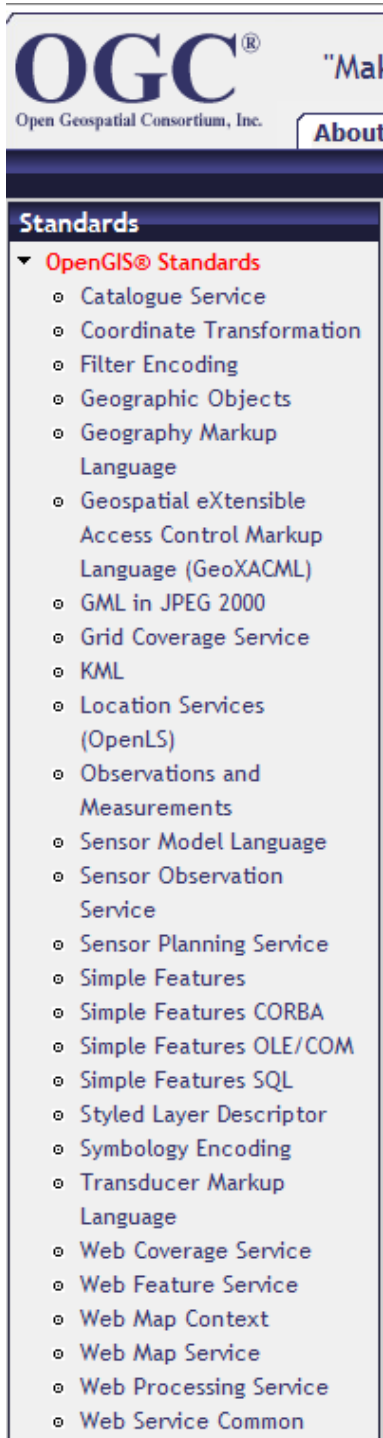 OGC®
"Mak
Open Geospatial Consortium, Inc.
About
Standards
OpenGIS® Standards
Catalogue Service
Coordinate Transformation
Filter Encoding
Geographic Objects
Geography Markup
Language
Geospatial eXtensible
Access Control Markup
Language (GeoXACML)
GML in JPEG 2000
Grid Coverage Service
KML
Location Services
(OpenLS)
Observations and
Measurements
Sensor Model Language
Sensor Observation
Service
Sensor Planning Service
Simple Features
Simple Features CORBA
Simple Features OLE/COM
Simple Features SQL
Styled Layer Descriptor
Symbology Encoding
Transducer Markup
Language
Web Coverage Service
Web Feature Service
Web Map Context
Web Map Service
Web Processing Service
Web Service Common